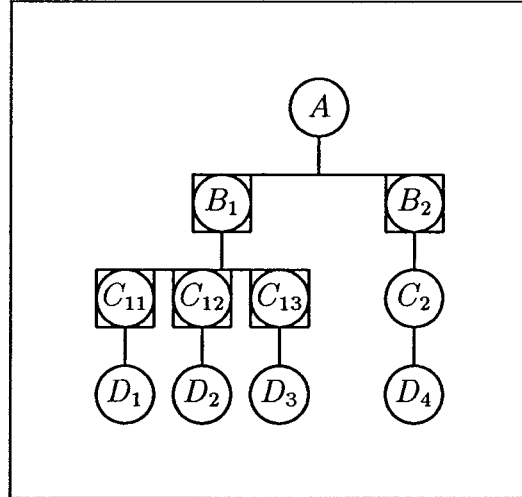 A
B₁ B₂
C₁₁ C₁₂ C₁₃ C₂
D₁ D₂ D₃ D₄